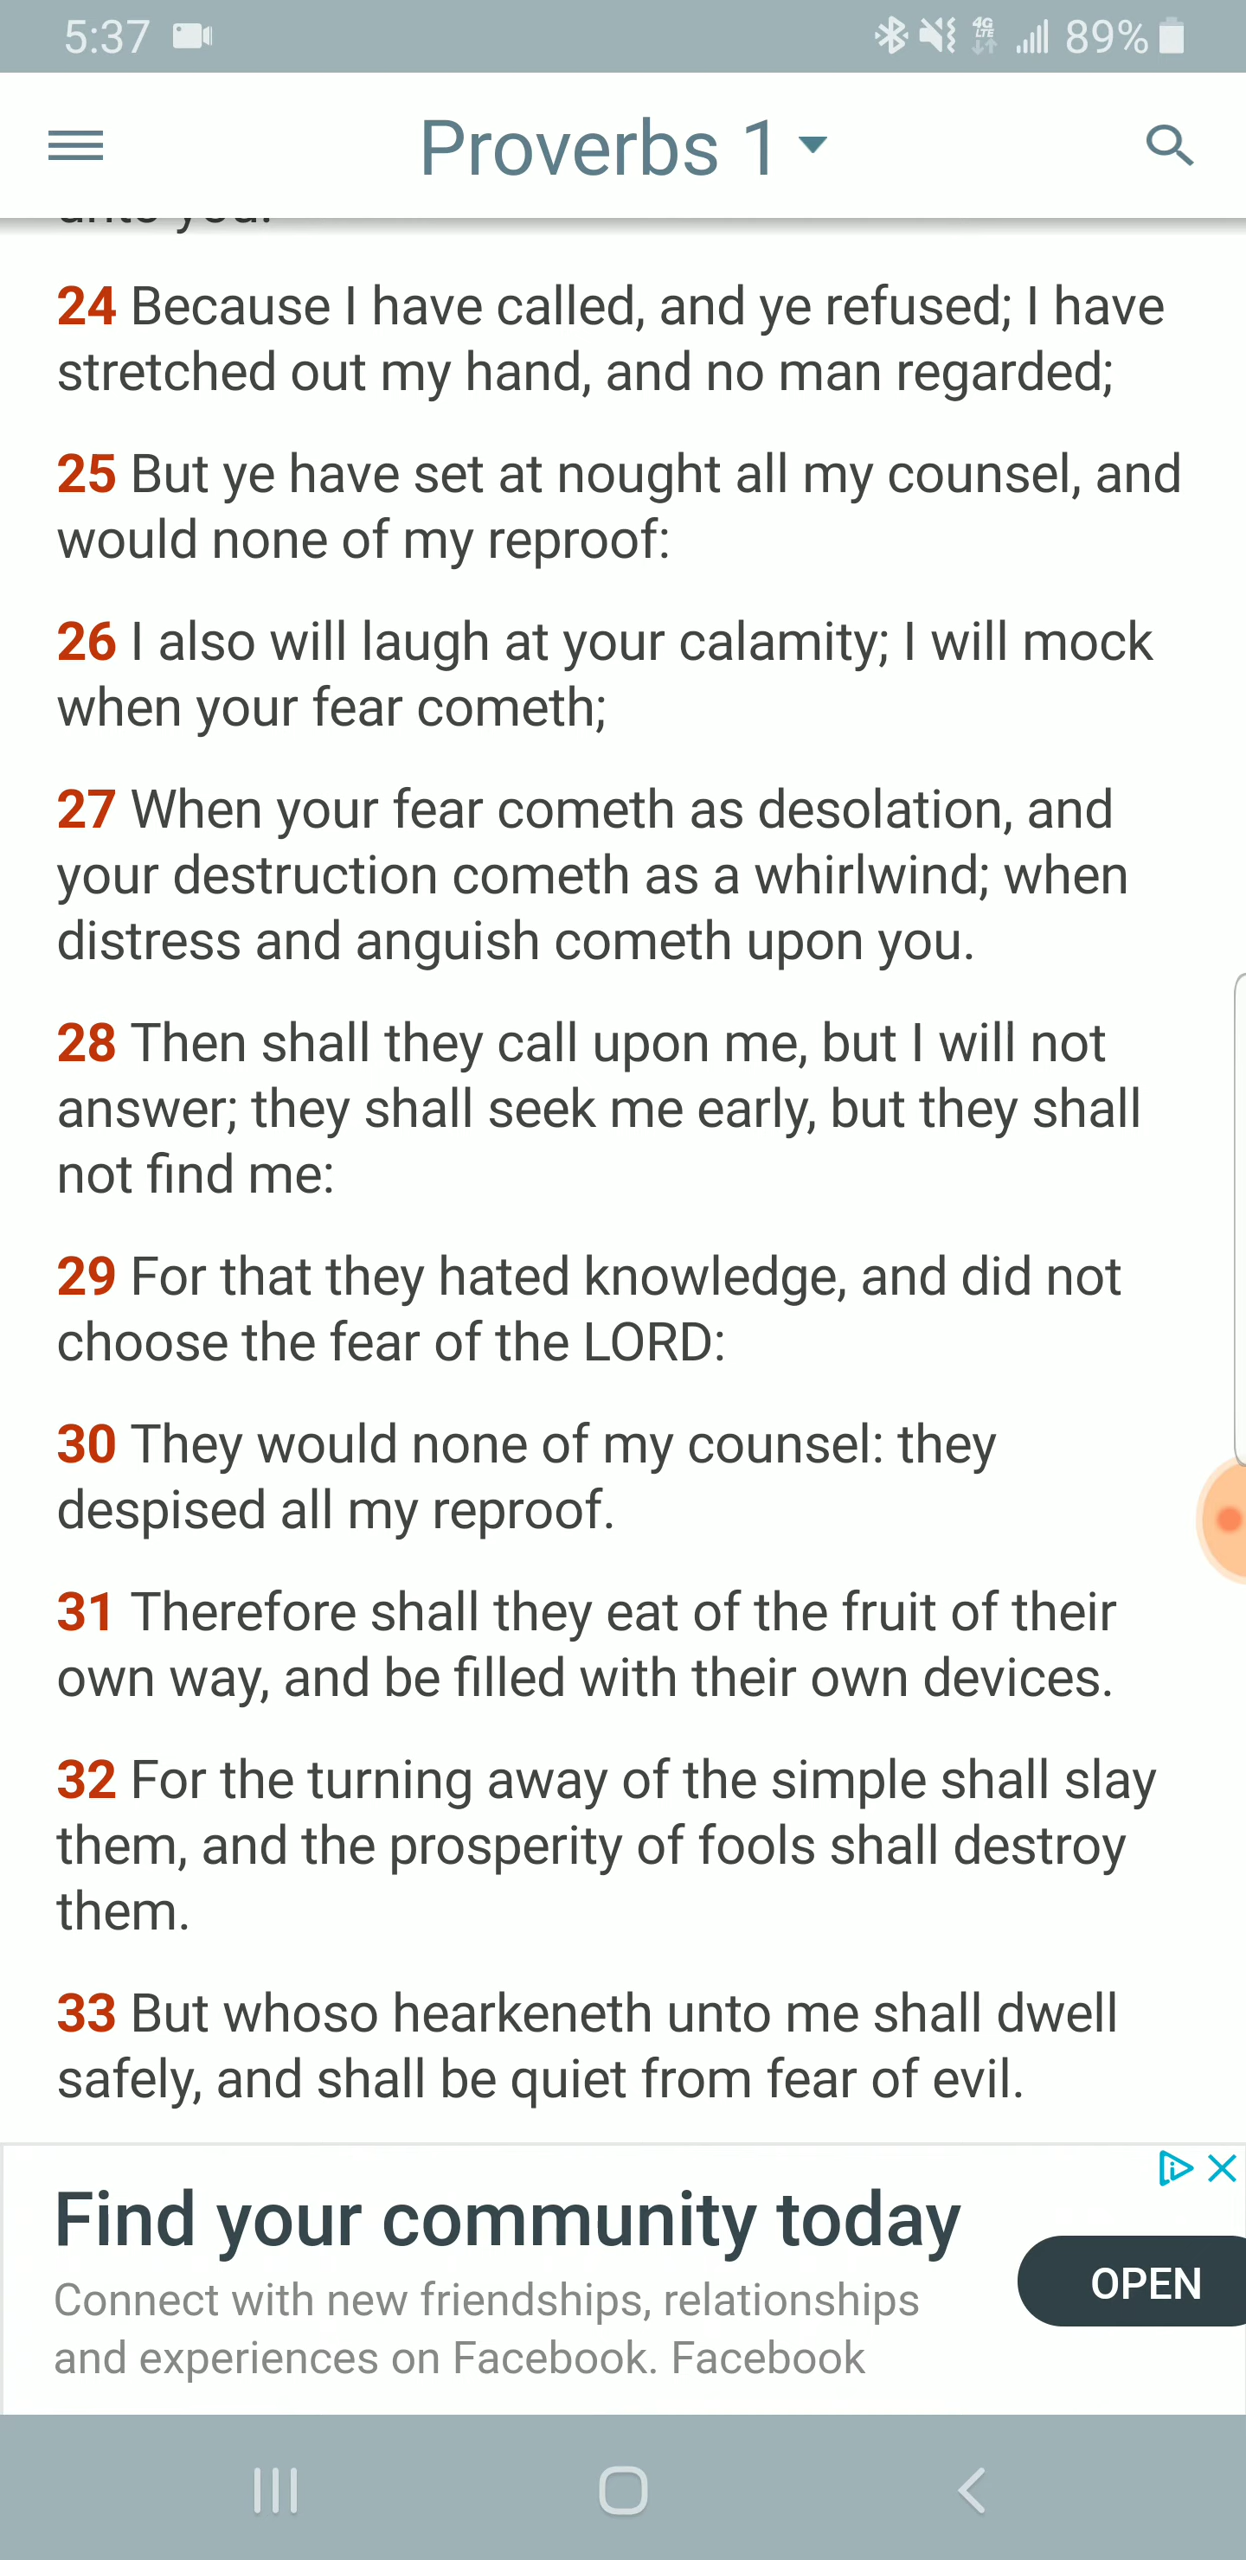 5:37
4G LTE 89%
Proverbs 1
unto you.
24 Because I have called, and ye refused; I have
stretched out my hand, and no man regarded;
25 But ye have set at nought all my counsel, and
would none of my reproof:
26 I also will laugh at your calamity; I will mock
when your fear cometh;
27 When your fear cometh as desolation, and
your destruction cometh as a whirlwind; when
distress and anguish cometh upon you.
28 Then shall they call upon me, but I will not
answer; they shall seek me early, but they shall
not find me:
29 For that they hated knowledge, and did not
choose the fear of the LORD:
30 They would none of my counsel: they
despised all my reproof.
31 Therefore shall they eat of the fruit of their
own way, and be filled with their own devices.
32 For the turning away of the simple shall slay
them, and the prosperity of fools shall destroy
them.
33 But whoso hearkeneth unto me shall dwell
safely, and shall be quiet from fear of evil.
Find your community today
Connect with new friendships, relationships
and experiences on Facebook. Facebook
OPEN